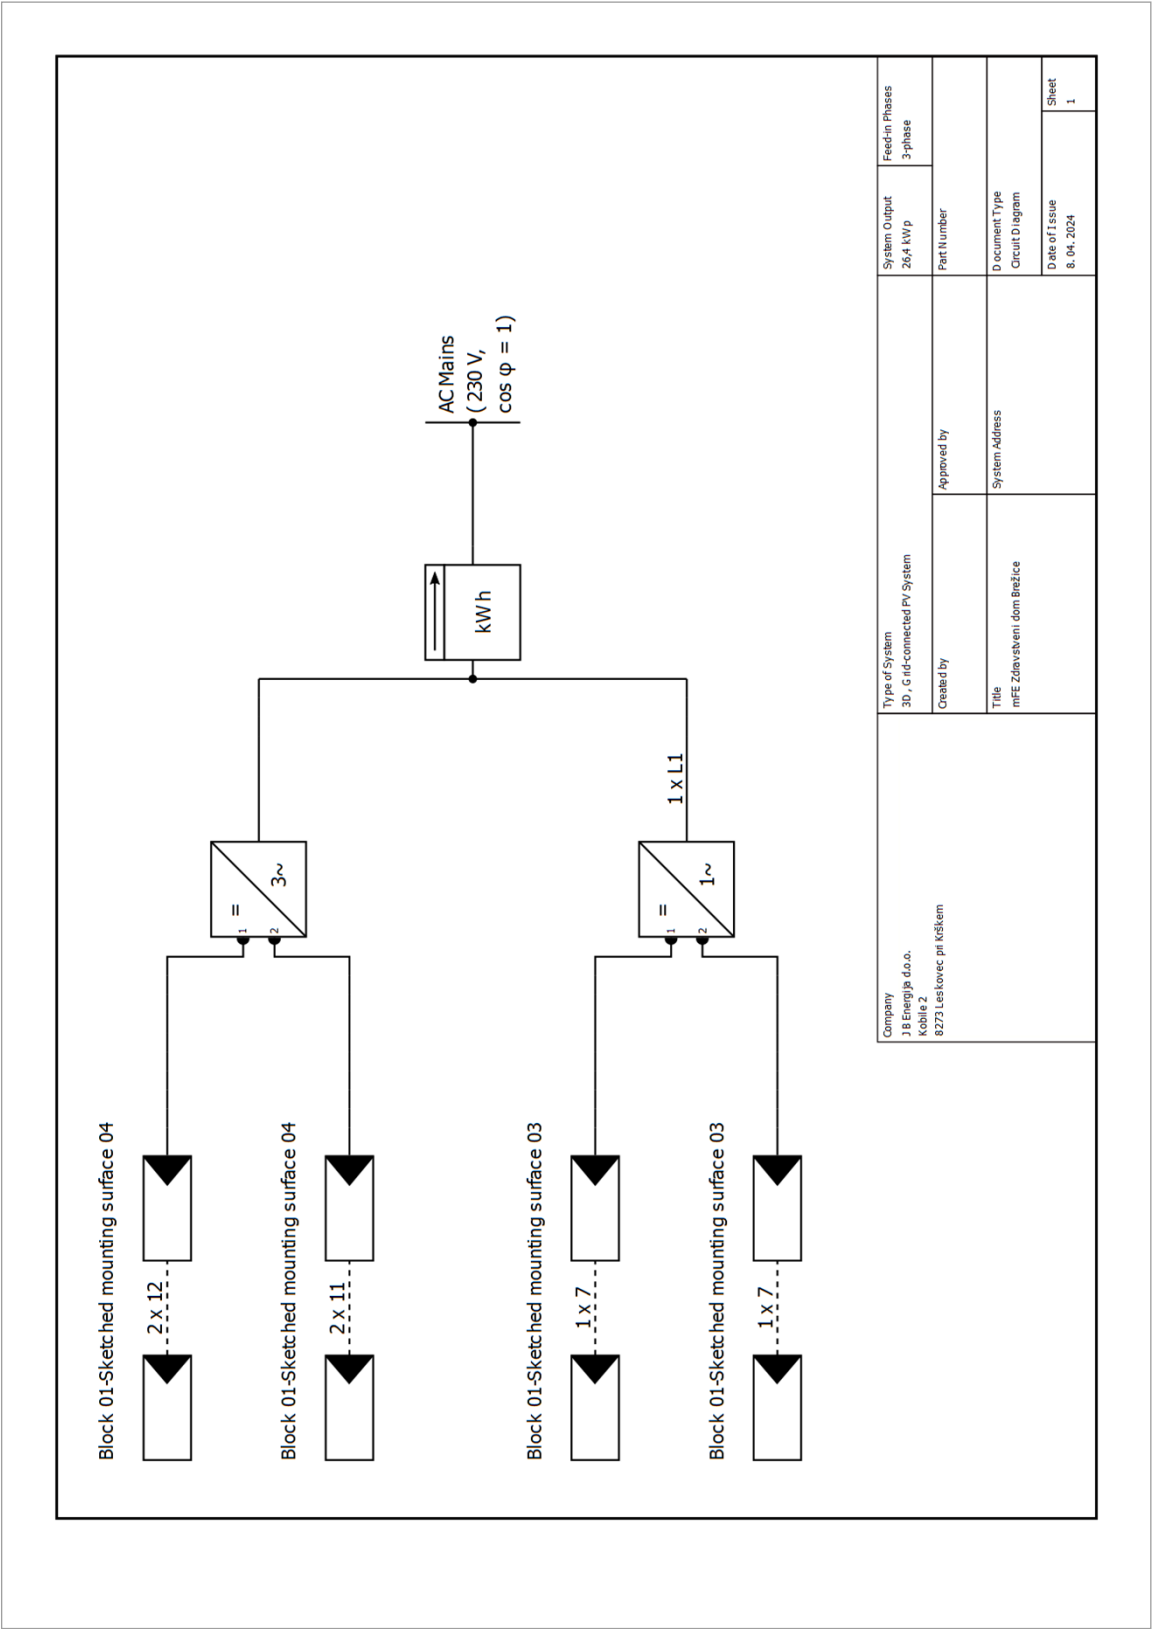 Block 01-Sketched mounting surface 04
2 x 12
Block 01-Sketched mounting surface 04
2 x 11
1
2
=
3~
Block 01-Sketched mounting surface 03
1 x 7
Block 01-Sketched mounting surface 03
1 x 7
1
2
=
1~
1 x L1
kWh
AC Mains
(230 V,
cos φ = 1)
Company
JB Energija d.o.o.
Kobile 2
8273 Leskovec pri Krškem
Type of System
3D, Grid-connected PV System
System Output
26,4 kWp
Feed-in Phases
3-phase
Created by
Approved by
Part Number
Title
mFE Zdravstveni dom Brežice
System Address
Document Type
Circuit Diagram
Date of Issue
8. 04. 2024
Sheet
1